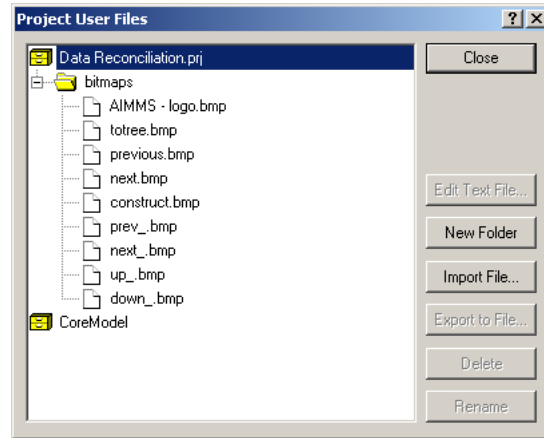 Project User Files
Data Reconciliation.prj
bitmaps
AIMMS - logo.bmp
totree.bmp
previous.bmp
next.bmp
construct.bmp
prev_.bmp
next_.bmp
up_.bmp
down_.bmp
CoreModel
Close
Edit Text File...
New Folder
Import File...
Export to File...
Delete
Rename